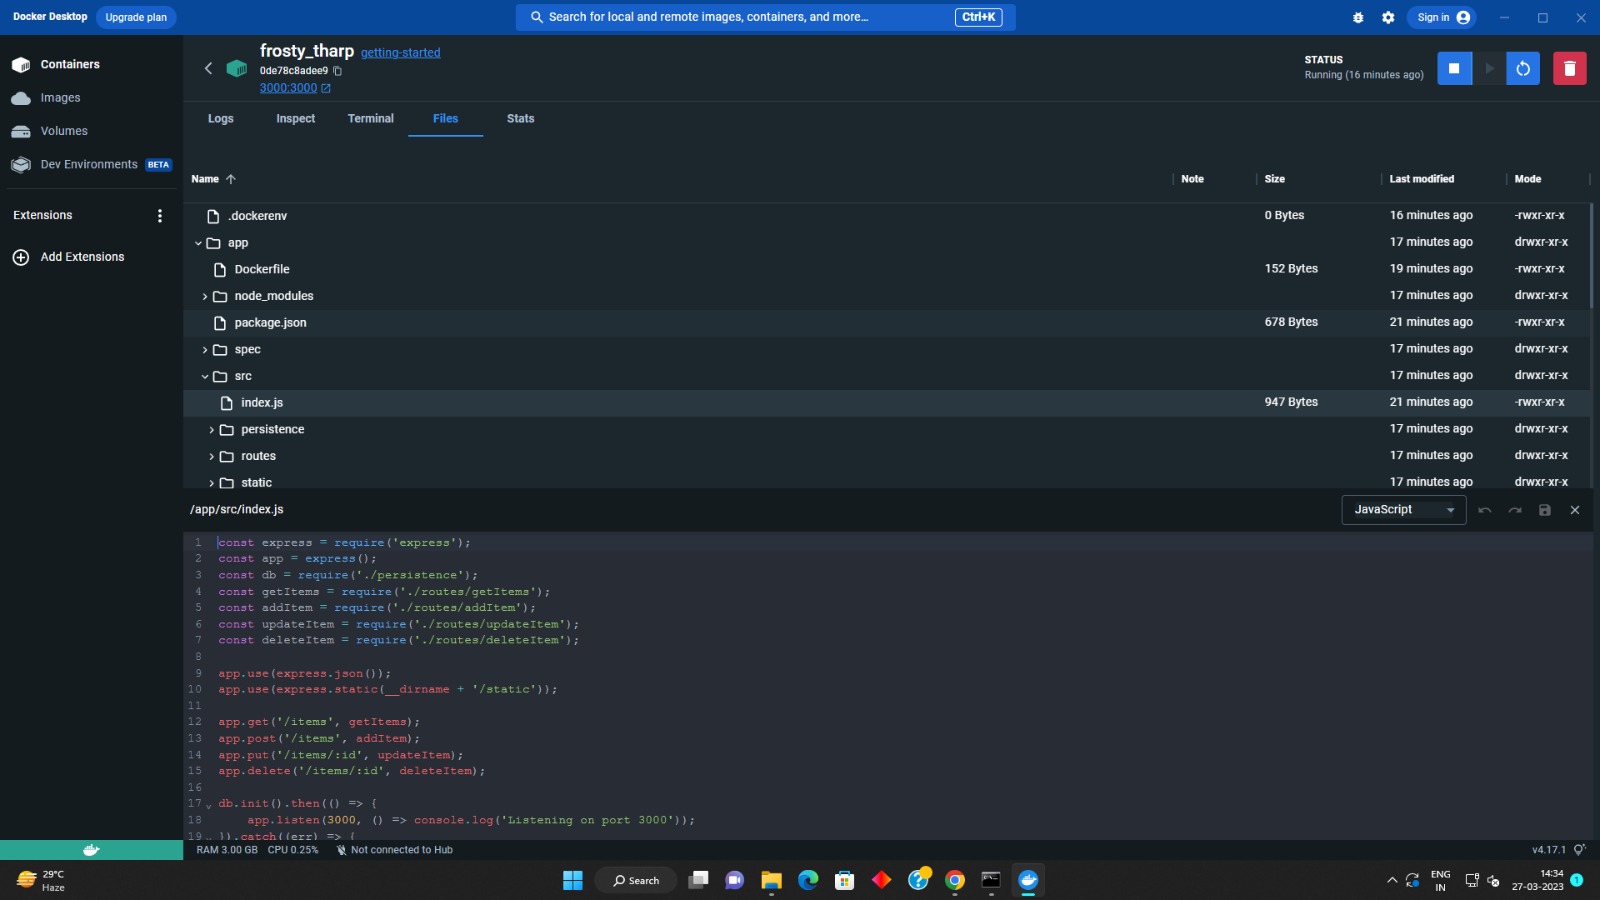 Docker Desktop Upgrade plan Search for local and remote images, containers, and more... Ctrl+K Sign in
Containers
Images
Volumes
Dev Environments BETA
Extensions
Add Extensions
frosty_tharp getting-started
0de78c8adee9
3000:3000
STATUS
Running (16 minutes ago)
Logs Inspect Terminal Files Stats
Name Note Size Last modified Mode
.dockerenv 0 Bytes 16 minutes ago -rwxr-xr-x
app 17 minutes ago drwxr-xr-x
Dockerfile 152 Bytes 19 minutes ago -rwxr-xr-x
node_modules 17 minutes ago drwxr-xr-x
package.json 678 Bytes 21 minutes ago -rwxr-xr-x
spec 17 minutes ago drwxr-xr-x
src 17 minutes ago drwxr-xr-x
index.js 947 Bytes 21 minutes ago -rwxr-xr-x
persistence 17 minutes ago drwxr-xr-x
routes 17 minutes ago drwxr-xr-x
static 17 minutes ago drwxr-xr-x
/app/src/index.js JavaScript
1 const express = require('express');
2 const app = express();
3 const db = require('./persistence');
4 const getItems = require('./routes/getItems');
5 const addItem = require('./routes/addItem');
6 const updateItem = require('./routes/updateItem');
7 const deleteItem = require('./routes/deleteItem');
8
9 app.use(express.json());
10 app.use(express.static(__dirname + '/static'));
11
12 app.get('/items', getItems);
13 app.post('/items', addItem);
14 app.put('/items/:id', updateItem);
15 app.delete('/items/:id', deleteItem);
16
17 db.init().then(() => {
18 app.listen(3000, () => console.log('Listening on port 3000'));
19 }).catch((err) => {
RAM 3.00 GB CPU 0.25% Not connected to Hub v4.17.1
29°C
Haze
Search
ENG
IN
14:34
27-03-2023
1